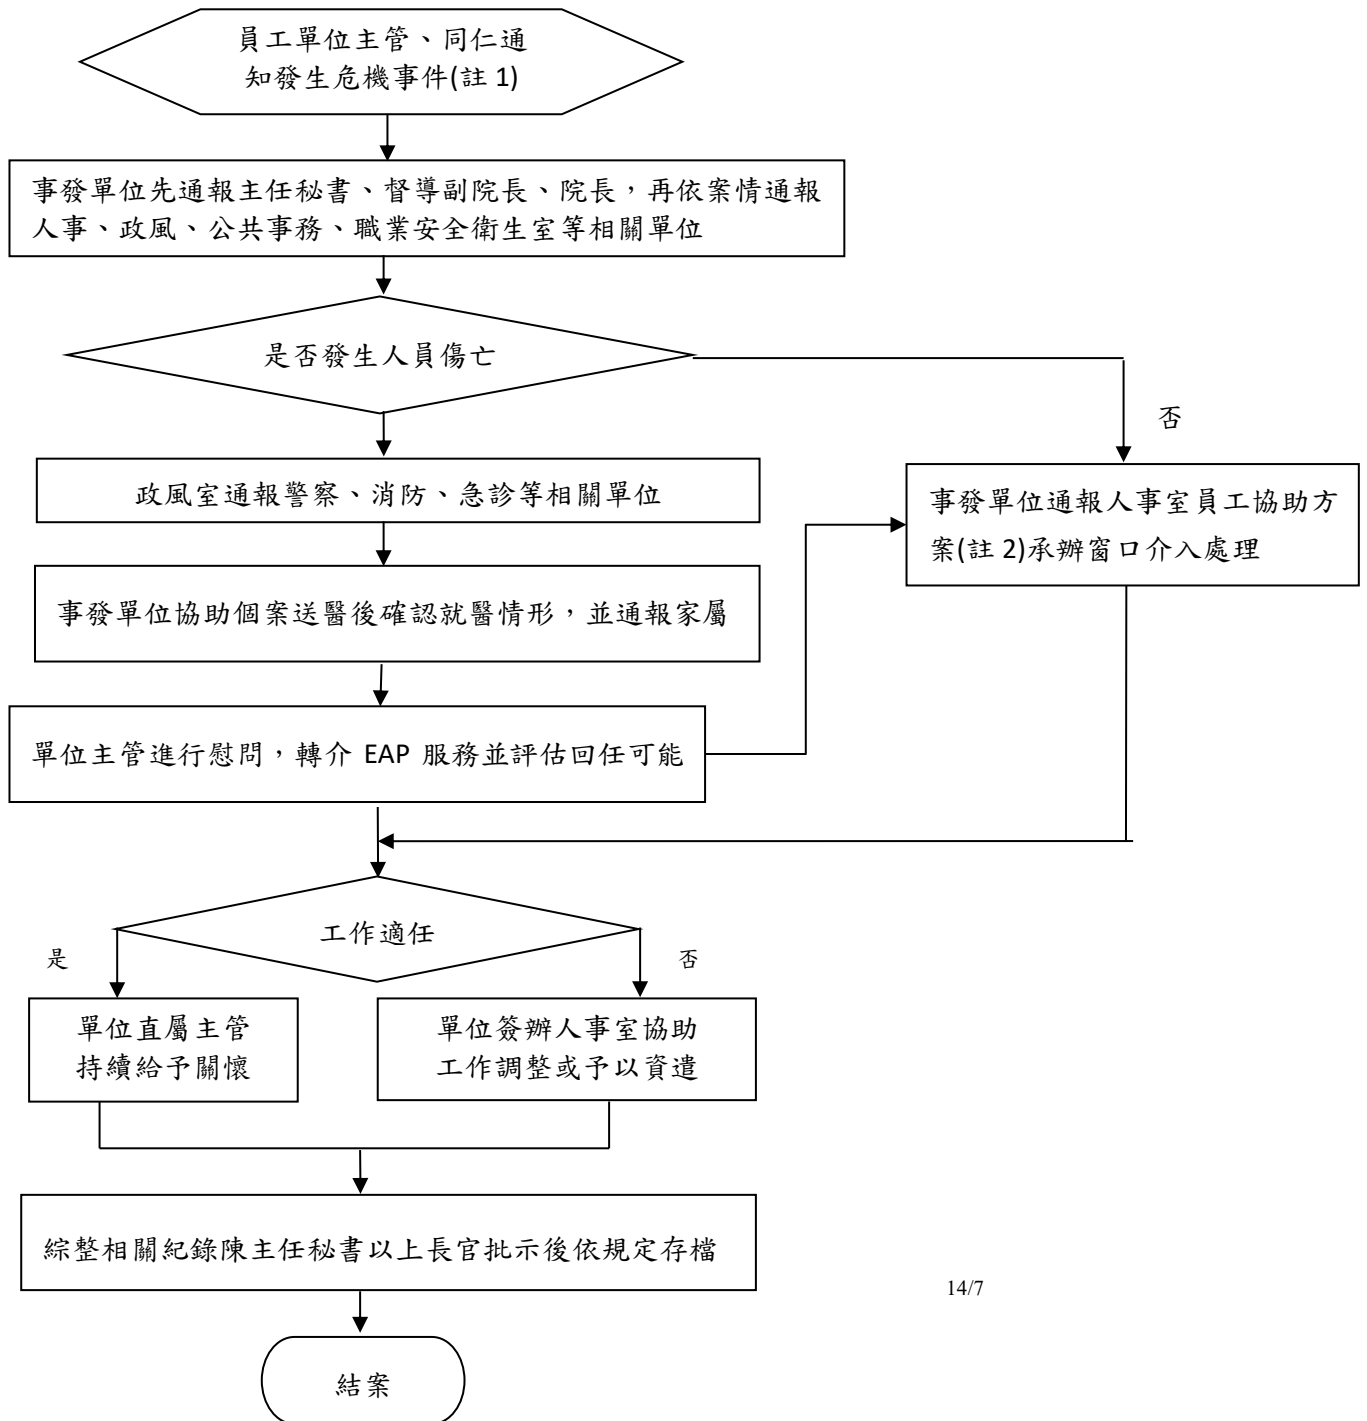 員工單位主管、同仁通
知發生危機事件(註 1)
事發單位先通報主任秘書、督導副院長、院長，再依案情通報
人事、政風、公共事務、職業安全衛生室等相關單位
是否發生人員傷亡
否
政風室通報警察、消防、急診等相關單位
事發單位通報人事室員工協助方
案(註 2)承辦窗口介入處理
事發單位協助個案送醫後確認就醫情形，並通報家屬
單位主管進行慰問，轉介 EAP 服務並評估回任可能
工作適任
是
否
單位直屬主管
持續給予關懷
單位簽辦人事室協助
工作調整或予以資遣
綜整相關紀錄陳主任秘書以上長官批示後依規定存檔
14/7
結案